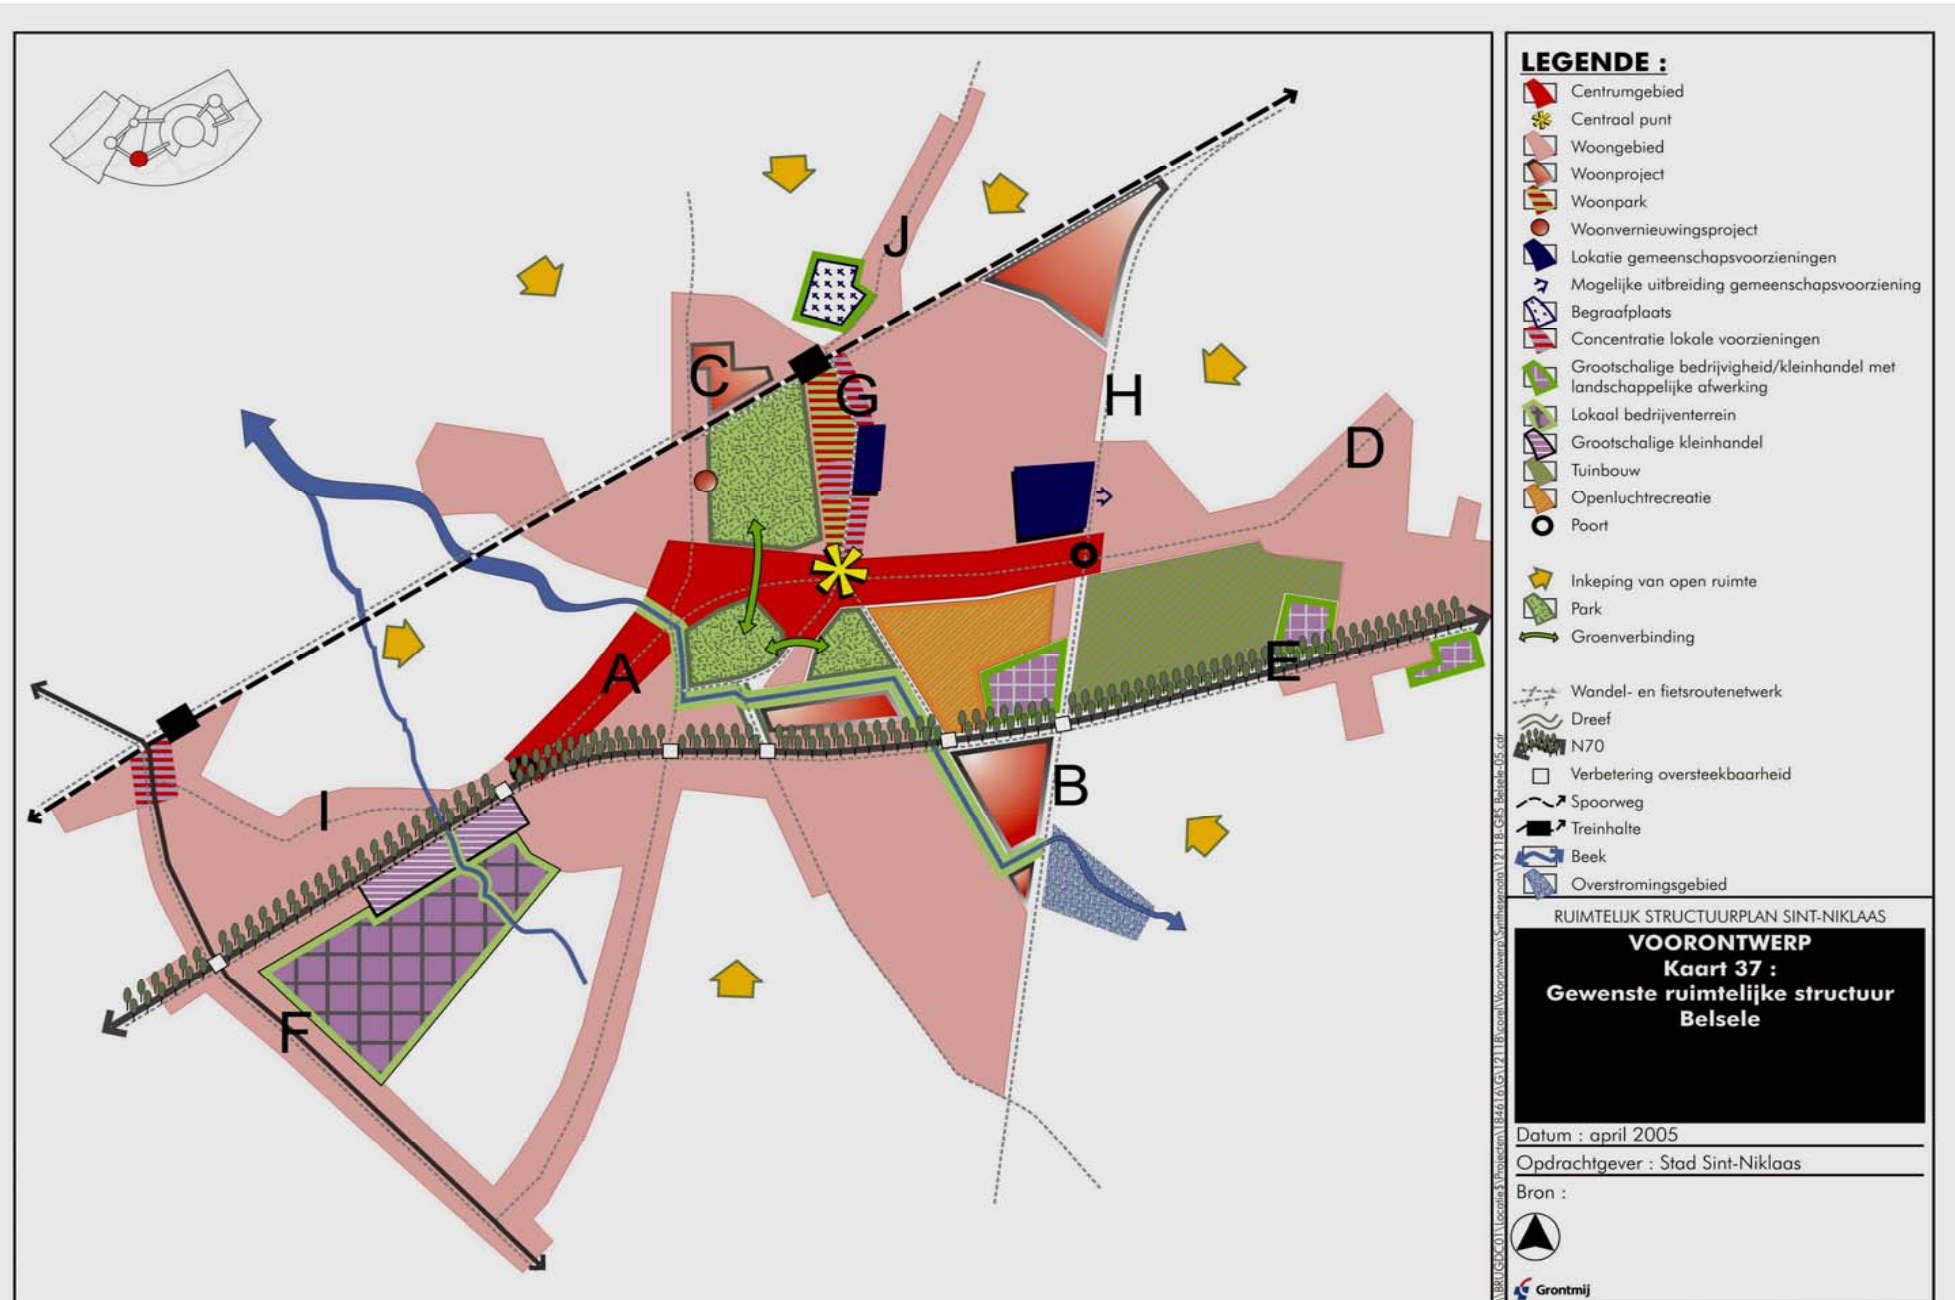 J
C
G
H
D
A
E
B
I
F
LEGENDE :
Centrumgebied
Centraal punt
Woongebied
Woonproject
Woonpark
Woonvernieuwingsproject
Lokatie gemeenschapsvoorzieningen
Mogelijke uitbreiding gemeenschapsvoorziening
Begraafplaats
Concentratie lokale voorzieningen
Grootschalige bedrijvigheid/kleinhandel met
landschappelijke afwerking
Lokaal bedrijventerrein
Grootschalige kleinhandel
Tuinbouw
Openluchtrecreatie
Poort
Inkeping van open ruimte
Park
Groenverbinding
Wandel- en fietsroutenetwerk
Dreef
N70
Verbetering oversteekbaarheid
Spoorweg
Treinhalte
Beek
Overstromingsgebied
RUIMTELIJK STRUCTUURPLAN SINT-NIKLAAS
VOORONTWERP
Kaart 37 :
Gewenste ruimtelijke structuur
Belsele
Datum : april 2005
Opdrachtgever : Stad Sint-Niklaas
Bron :
Grontmij